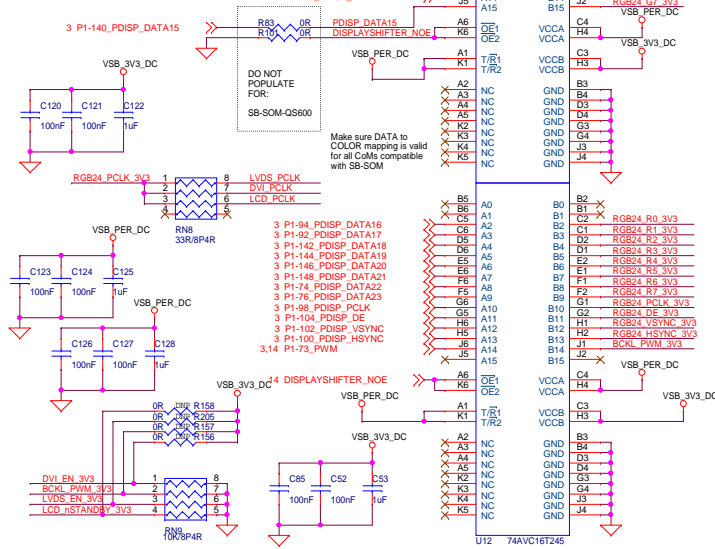 J5 A15 B15 J2 RGB24_G7_3V3
3 P1-140_PDISP_DATA15 R83 0R PDISP_DATA15
R101 0R DISPLAYSHIFTER_NOE
A6 OE1 VCCA C4 VSB_PER_DC
K6 OE2 VCCA H4
VSB_PER_DC A1 T/R1 VCCB C3 VSB_3V3_DC
K1 T/R2 VCCB H3
DO NOT
POPULATE
FOR:
SB-SOM-QS600
A2 NC GND B3
A3 NC GND B4
A4 NC GND D3
A5 NC GND D4
K2 NC GND G3
K3 NC GND G4
K4 NC GND J3
K5 NC GND J4
VSB_3V3_DC
C120 C121 C122
100nF 100nF 1uF
Make sure DATA to
COLOR mapping is valid
for all CoMs compatible
with SB-SOM
RGB24_PCLK_3V3 1 8 LVDS_PCLK
2 7 DVI_PCLK
3 6 LCD_PCLK
4 5
RN8
33R/8P4R
B5 A0 B0 B2
B6 A1 B1 B1
3 P1-94_PDISP_DATA16 C5 A2 B2 C2 RGB24_R0_3V3
3 P1-92_PDISP_DATA17 C6 A3 B3 C1 RGB24_R1_3V3
3 P1-142_PDISP_DATA18 D5 A4 B4 D2 RGB24_R2_3V3
3 P1-144_PDISP_DATA19 D6 A5 B5 D1 RGB24_R3_3V3
3 P1-146_PDISP_DATA20 E5 A6 B6 E2 RGB24_R4_3V3
3 P1-148_PDISP_DATA21 E6 A7 B7 E1 RGB24_R5_3V3
3 P1-74_PDISP_DATA22 F5 A8 B8 F1 RGB24_R6_3V3
3 P1-76_PDISP_DATA23 F2 A9 B9 F2 RGB24_R7_3V3
3 P1-98_PDISP_PCLK G6 A10 B10 G1 RGB24_PCLK_3V3
3 P1-104_PDISP_DE G5 A11 B11 G2 RGB24_DE_3V3
3 P1-102_PDISP_VSYNC H6 A12 B12 H1 RGB24_VSYNC_3V3
3 P1-100_PDISP_HSYNC H5 A13 B13 H2 RGB24_HSYNC_3V3
3,14 P1-73_PWM J6 A14 B14 J1 BCKL_PWM_3V3
J5 A15 B15 J2
VSB_PER_DC
C123 C124 C125
100nF 100nF 1uF
VSB_PER_DC
C126 C127 C128
100nF 100nF 1uF
14 DISPLAYSHIFTER_NOE A6 OE1 VCCA C4 VSB_PER_DC
K6 OE2 VCCA H4
VSB_PER_DC A1 T/R1 VCCB C3 VSB_3V3_DC
K1 T/R2 VCCB H3
VSB_3V3_DC
0R DNP R158
0R DNP R205
0R DNP R157
0R DNP R156
A2 NC GND B3
A3 NC GND B4
A4 NC GND D3
A5 NC GND D4
K2 NC GND G3
K3 NC GND G4
K4 NC GND J3
K5 NC GND J4
DVI_EN_3V3 1 8
BCKL_PWM_3V3 2 7
LVDS_EN_3V3 3 6
LCD_nSTANDBY_3V3 4 5
RN9
10K/8P4R
VSB_3V3_DC
C85 C52 C53
100nF 100nF 1uF
U12 74AVC16T245